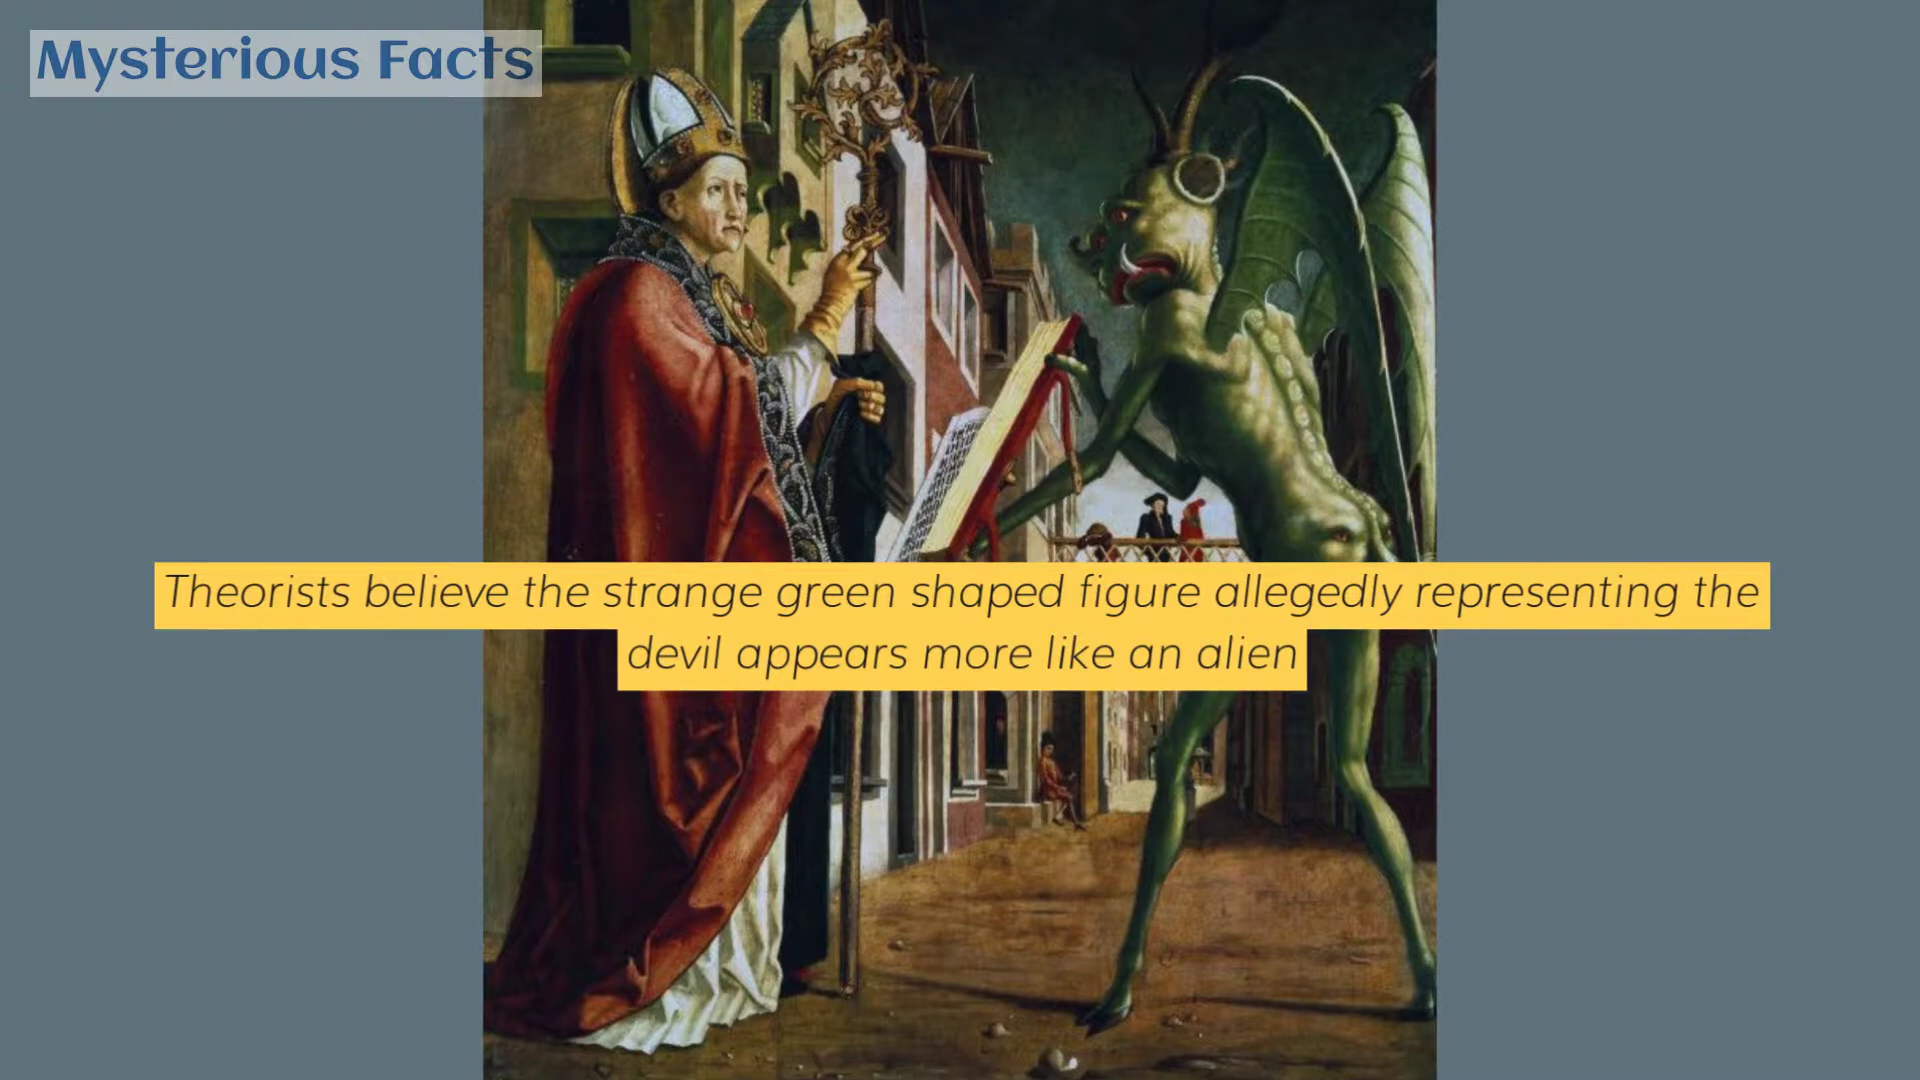 Mysterious Facts
Theorists believe the strange green shaped figure allegedly representing the
devil appears more like an alien